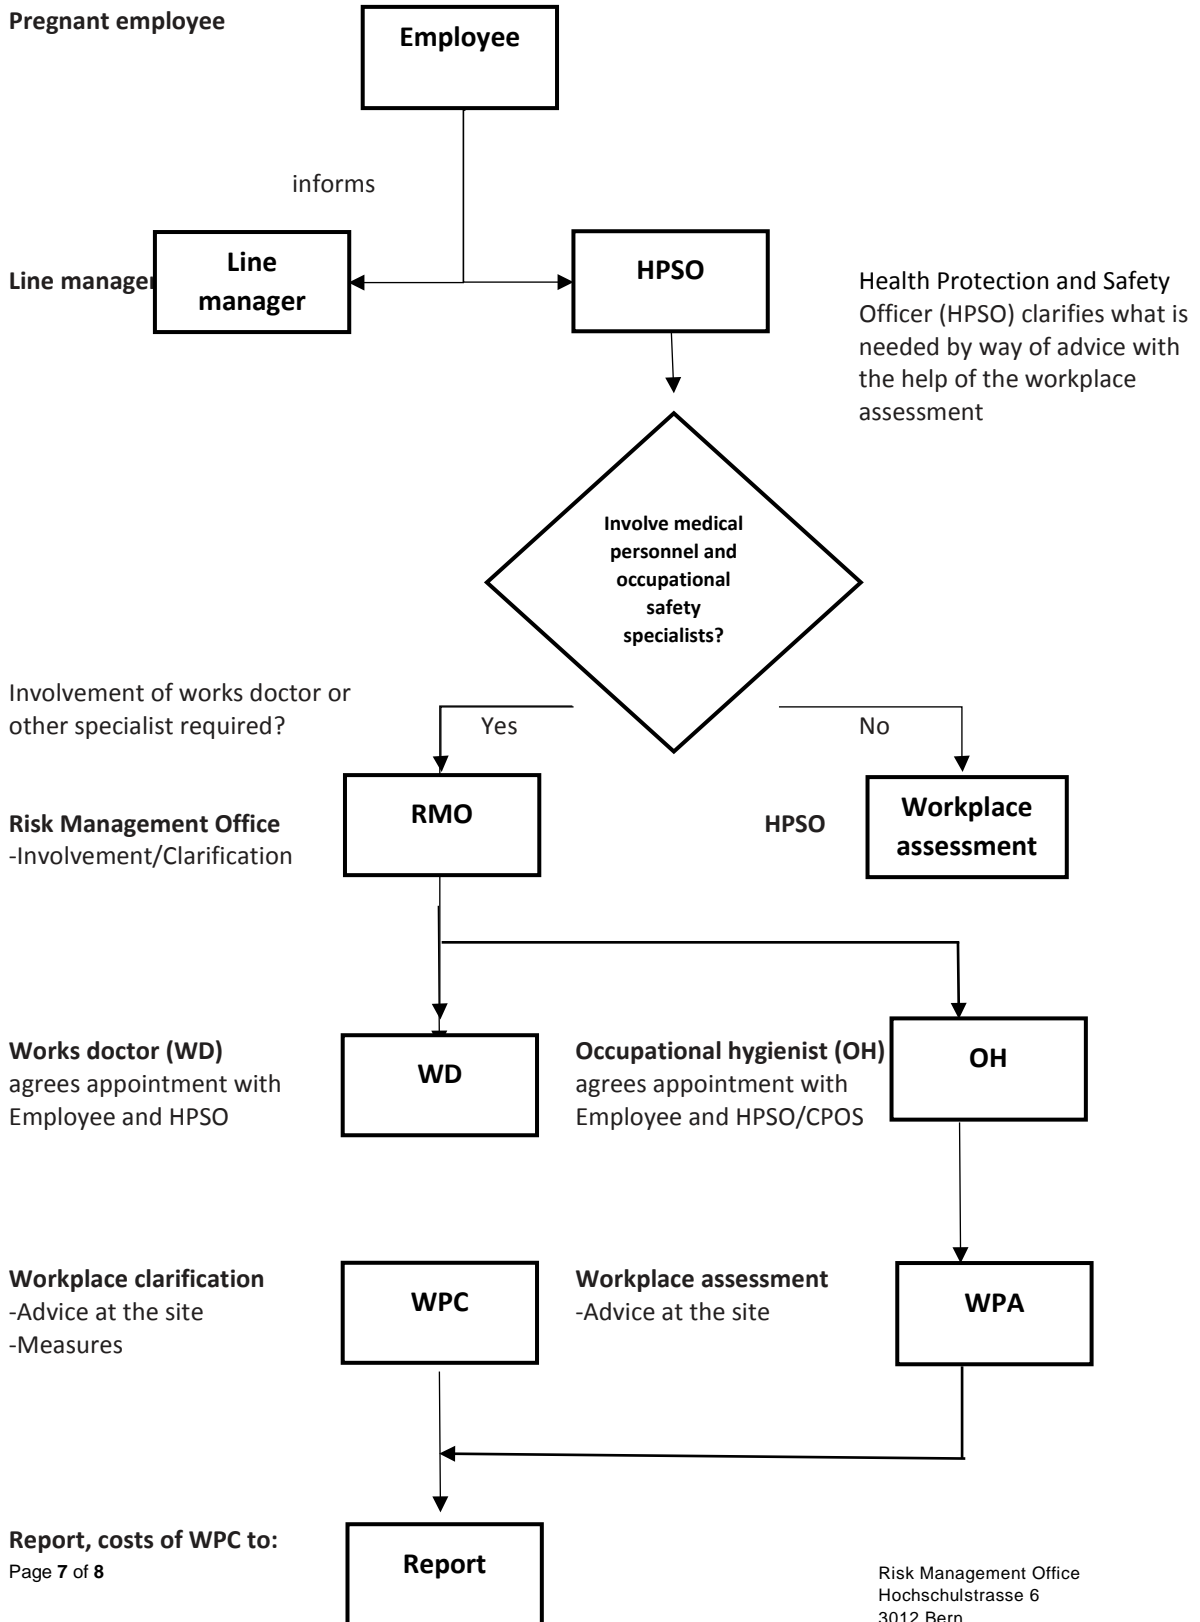 Pregnant employee
Employee
informs
Line manager
Line
manager
HPSO
Health Protection and Safety
Officer (HPSO) clarifies what is
needed by way of advice with
the help of the workplace
assessment
Involve medical
personnel and
occupational
safety
specialists?
Involvement of works doctor or
other specialist required?
Yes
No
Risk Management Office
-Involvement/Clarification
RMO
HPSO
Workplace
assessment
Works doctor (WD)
agrees appointment with
Employee and HPSO
WD
Occupational hygienist (OH)
agrees appointment with
Employee and HPSO/CPOS
OH
Workplace clarification
-Advice at the site
-Measures
WPC
Workplace assessment
-Advice at the site
WPA
Report, costs of WPC to:
Report
Page 7 of 8
Risk Management Office
Hochschulstrasse 6
3012 Bern